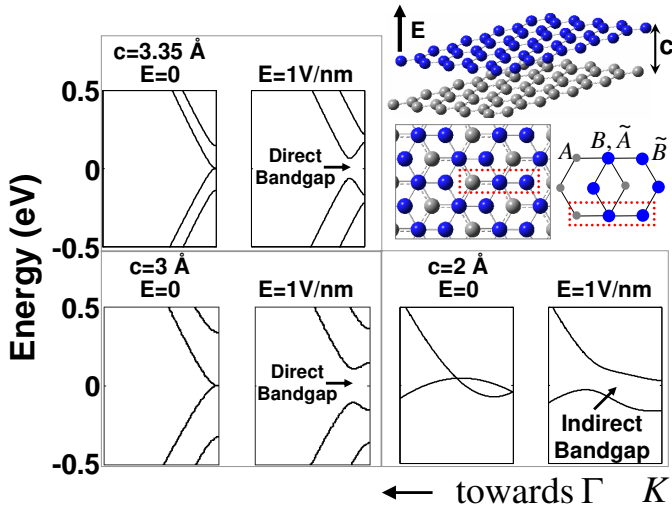 c=3.35 Å
E=0
E=1V/nm
E
c
0.5
0
-0.5
Direct
Bandgap
A
B, Ã
B̃
Energy (eV)
c=3 Å
E=0
E=1V/nm
0.5
0
-0.5
Direct
Bandgap
c=2 Å
E=0
E=1V/nm
Indirect
Bandgap
towards Γ
K